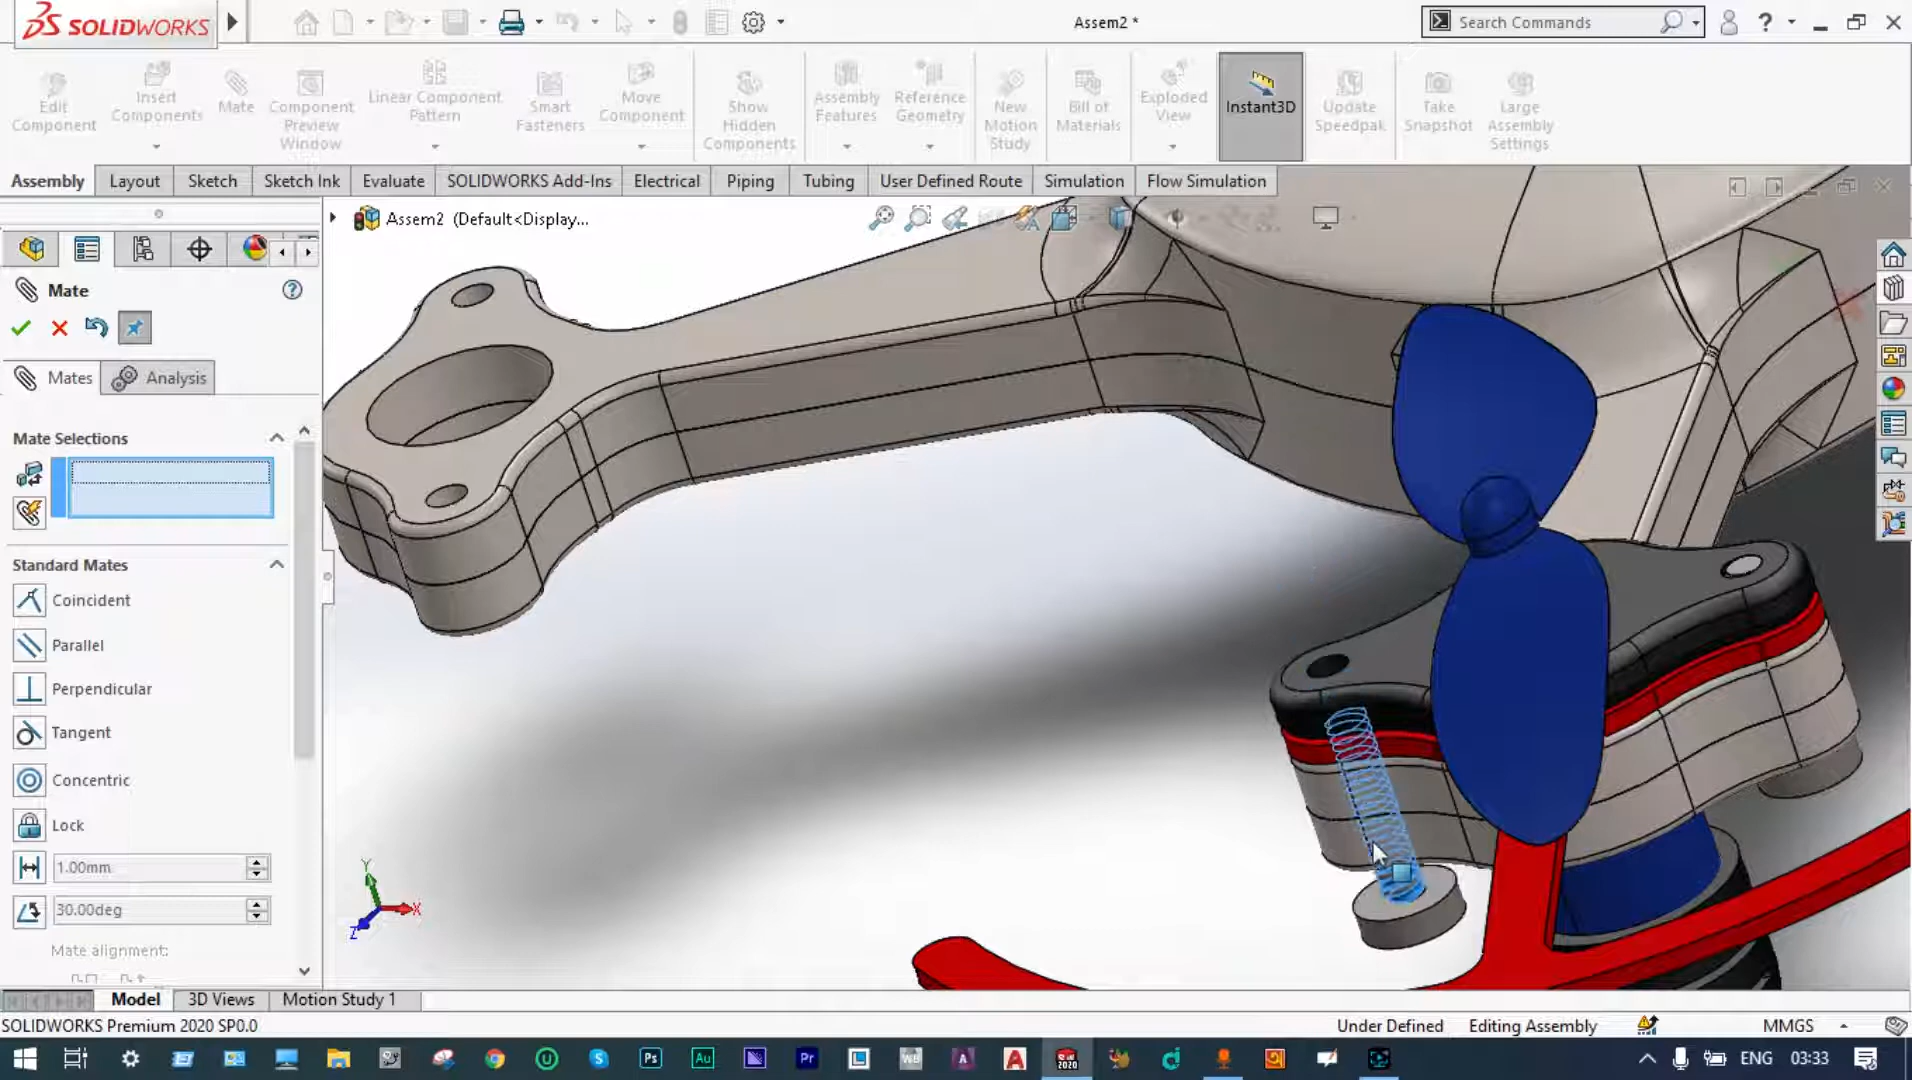 SOLIDWORKS
Assem2 *
Search Commands
?
Edit
Component
Insert
Components
Mate
Component
Preview
Window
Linear Component
Pattern
Smart
Fasteners
Move
Component
Show
Hidden
Components
Assembly
Features
Reference
Geometry
New
Motion
Study
Bill of
Materials
Exploded
View
Instant3D
Update
Speedpak
Take
Snapshot
Large
Assembly
Settings
Assembly
Layout
Sketch
Sketch Ink
Evaluate
SOLIDWORKS Add-Ins
Electrical
Piping
Tubing
User Defined Route
Simulation
Flow Simulation
Assem2 (Default<Display...
Mate
?
Mates
Analysis
Mate Selections
Standard Mates
Coincident
Parallel
Perpendicular
Tangent
Concentric
Lock
1.00mm
30.00deg
Mate alignment:
Y
X
Z
Model
3D Views
Motion Study 1
SOLIDWORKS Premium 2020 SP0.0
Under Defined
Editing Assembly
MMGS
Ps
Au
Pr
WB
A
A
2020
ENG
03:33